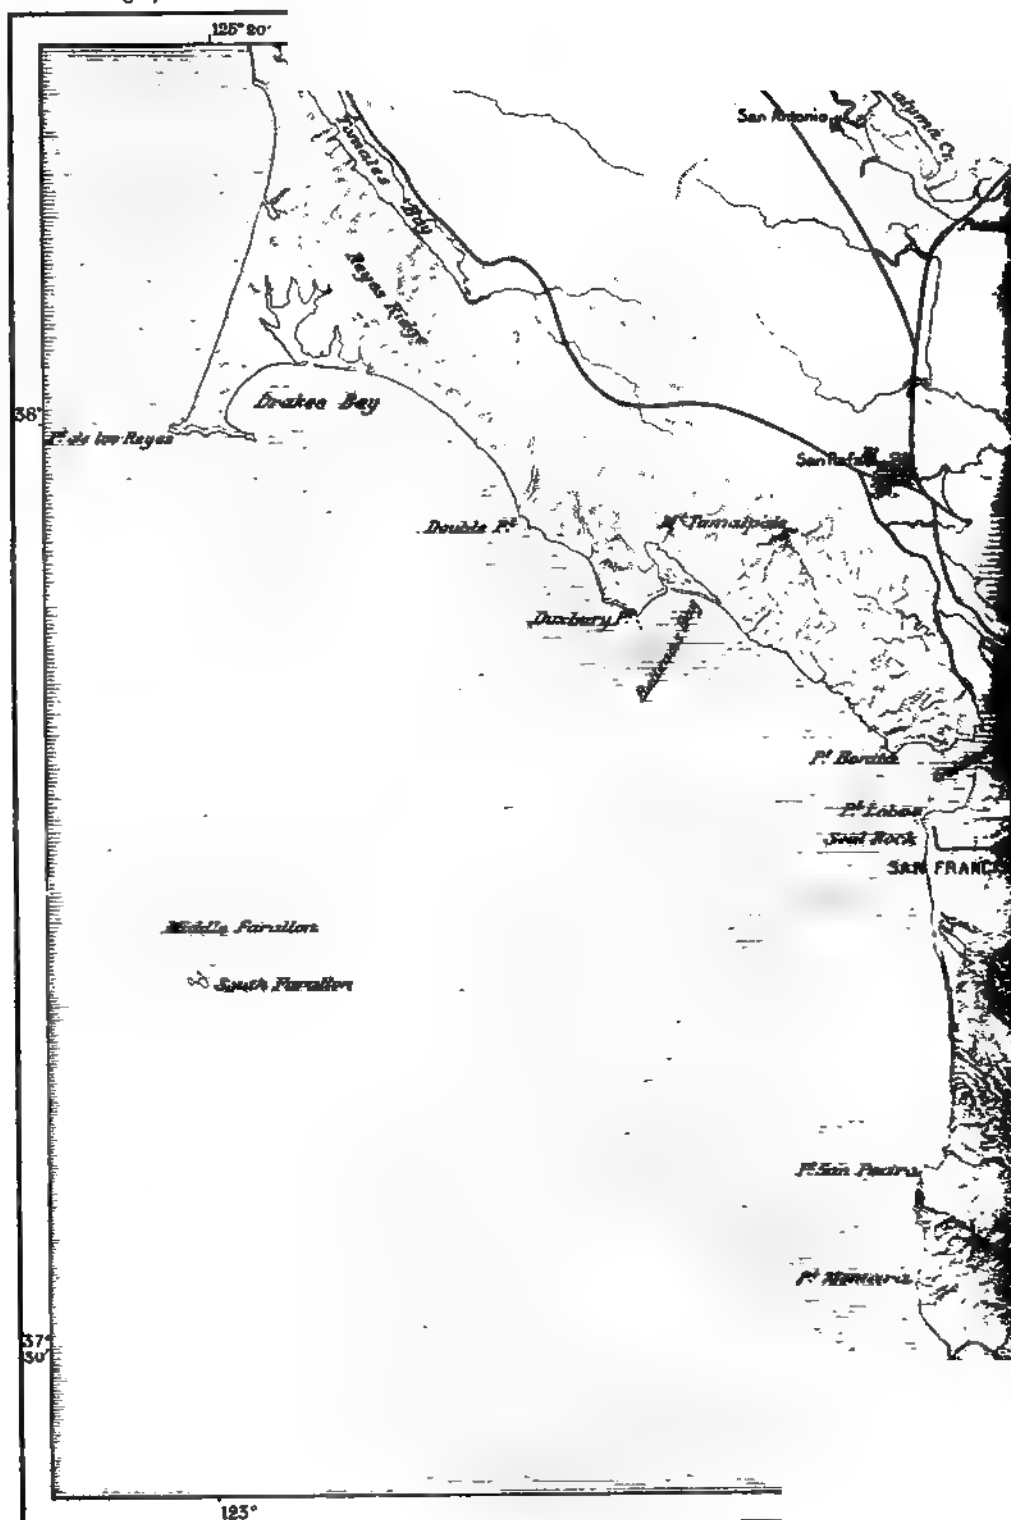 125° 20'
San Antonio
Tomales Bay
Reyes Ridge
38°
Drakes Bay
Pt. de los Reyes
San Rafael
Double Pt.
Mt. Tamalpais
Duxbury Pt.
Pt. Bonita
Pt. Lobos
Seal Rock
SAN FRANC
Middle Farallon
South Farallon
Pt. San Pedro
Pt. Montara
37°
30'
123°